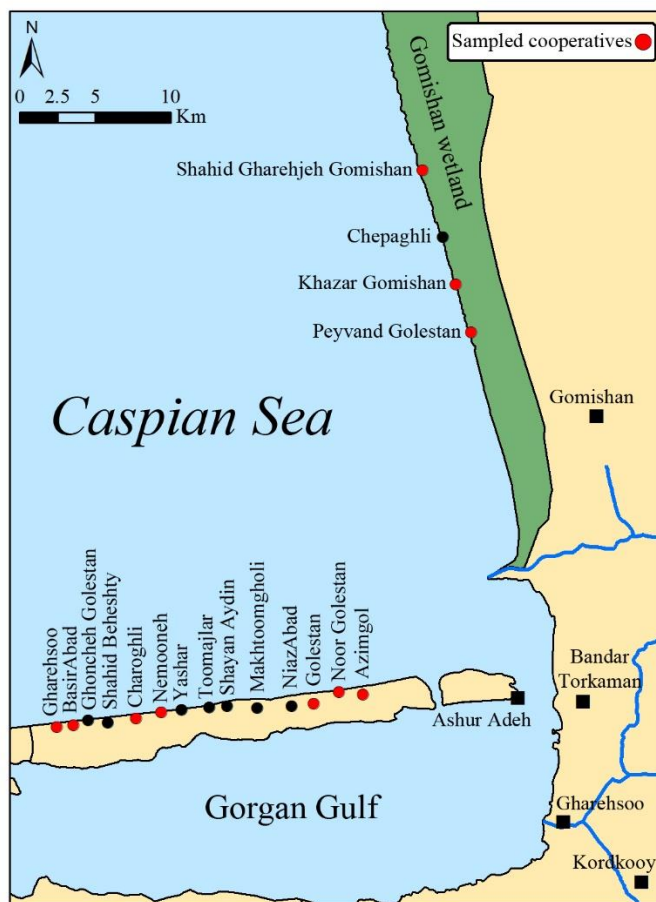 N
Sampled cooperatives
0 2.5 5 10
Km
Gomishan wetland
Shahid Gharehjeh Gomishan
Chepaghli
Khazar Gomishan
Peyvand Golestan
Gomishan
Caspian Sea
Gharehsoo
BasirAbad
Ghoncheh Golestan
Shahid Beheshty
Charoghli
Nemooneh
Yashar
Toomajlar
Shayan Aydin
Makhtoomgholi
NiazAbad
Golestan
Noor Golestan
Azimgol
Bandar
Torkaman
Ashur Adeh
Gorgan Gulf
Gharehsoo
Kordkooy